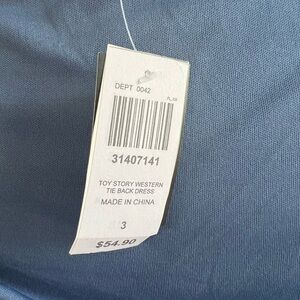 DEPT 0042
31407141
TOY STORY WESTERN
TIE BACK DRESS
MADE IN CHINA
3
$54.90